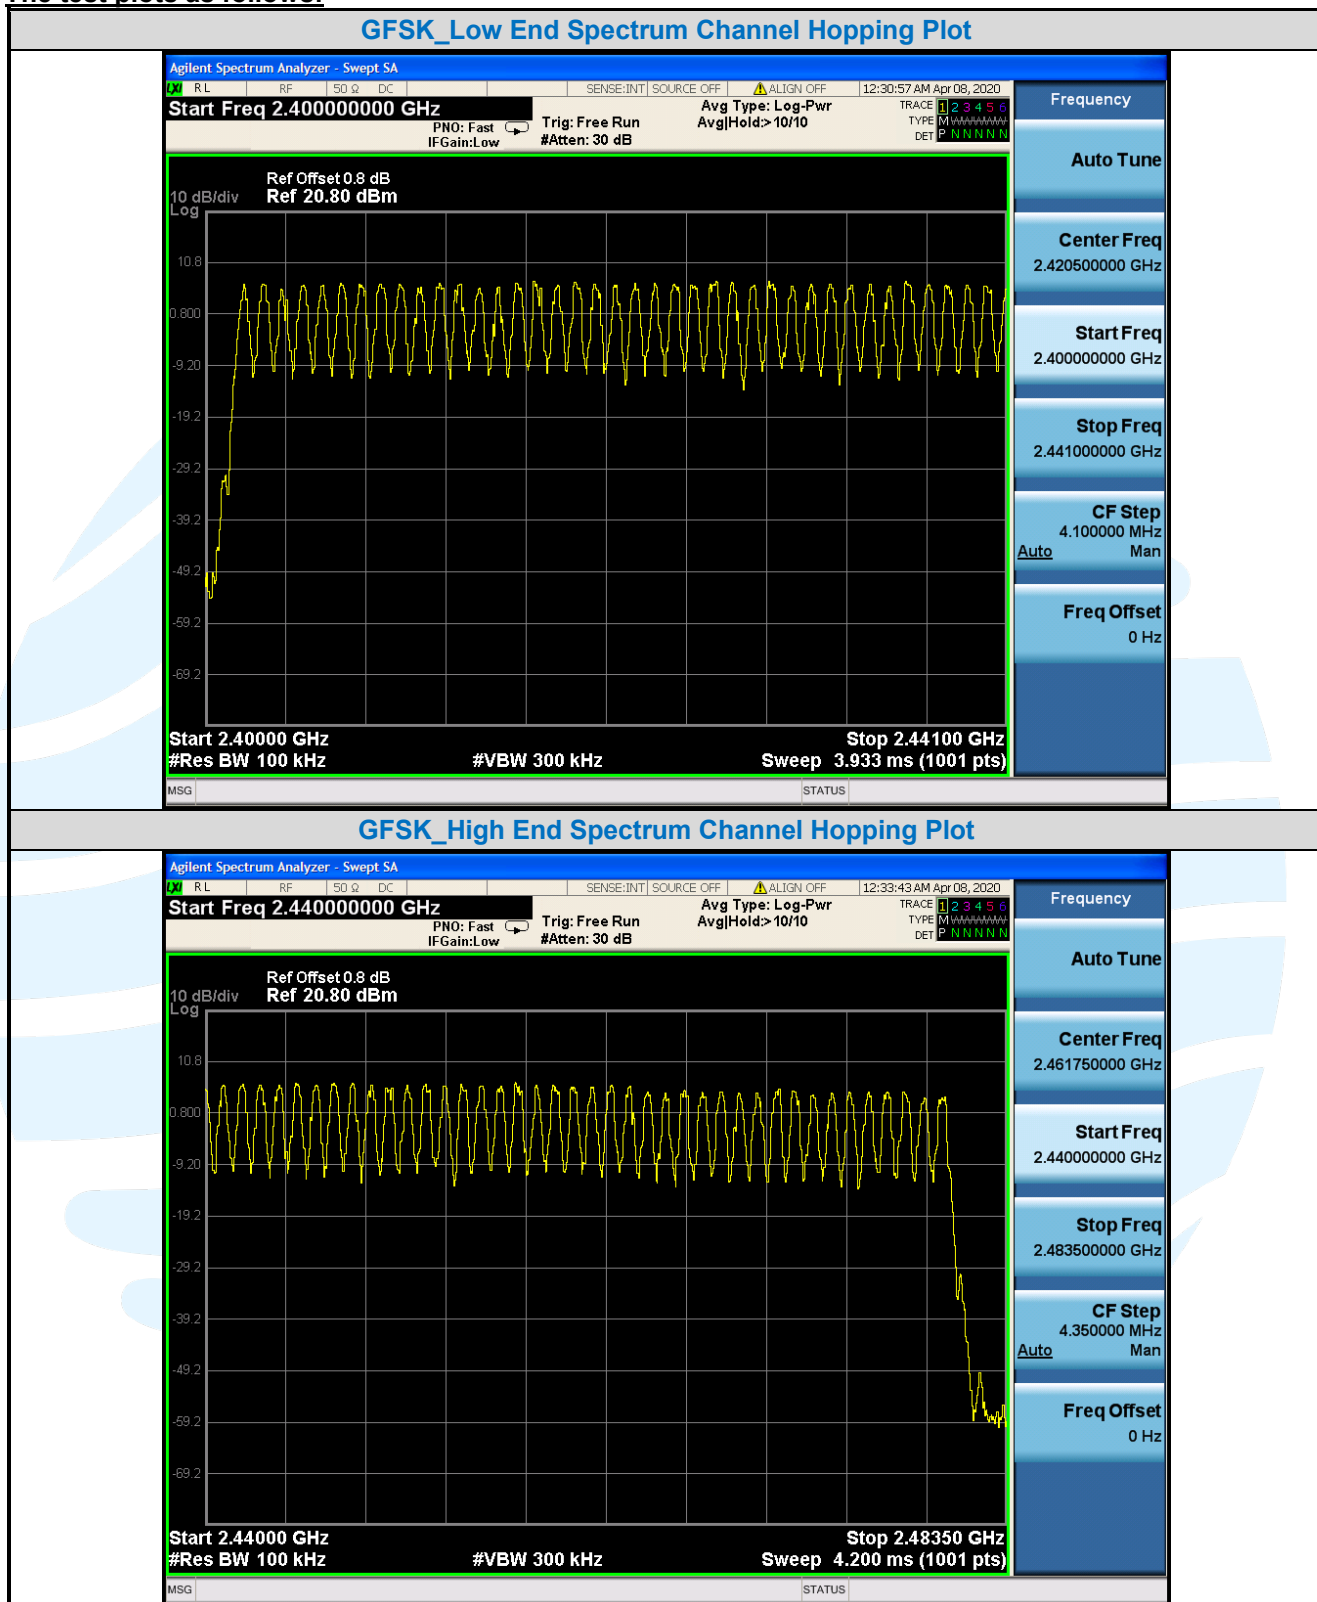 The test plots as follows:
GFSK_Low End Spectrum Channel Hopping Plot
Agilent Spectrum Analyzer - Swept SA
LXI RL RF 50 Ω DC SENSE:INT SOURCE OFF ALIGN OFF 12:30:57 AM Apr 08, 2020
Start Freq 2.400000000 GHz
PNO: Fast
IFGain:Low
Trig: Free Run
#Atten: 30 dB
Avg Type: Log-Pwr
Avg|Hold:>10/10
TRACE 1 2 3 4 5 6
TYPE M
DET P N N N N N
Frequency
Auto Tune
Ref Offset 0.8 dB
10 dB/div Ref 20.80 dBm
Log
10.8
0.800
-9.20
-19.2
-29.2
-39.2
-49.2
-59.2
-69.2
Center Freq
2.420500000 GHz
Start Freq
2.400000000 GHz
Stop Freq
2.441000000 GHz
CF Step
4.100000 MHz
Auto Man
Freq Offset
0 Hz
Start 2.40000 GHz Stop 2.44100 GHz
#Res BW 100 kHz #VBW 300 kHz Sweep 3.933 ms (1001 pts)
MSG STATUS
GFSK_High End Spectrum Channel Hopping Plot
Agilent Spectrum Analyzer - Swept SA
LXI RL RF 50 Ω DC SENSE:INT SOURCE OFF ALIGN OFF 12:33:43 AM Apr 08, 2020
Start Freq 2.440000000 GHz
PNO: Fast
IFGain:Low
Trig: Free Run
#Atten: 30 dB
Avg Type: Log-Pwr
Avg|Hold:>10/10
TRACE 1 2 3 4 5 6
TYPE M
DET P N N N N N
Frequency
Auto Tune
Ref Offset 0.8 dB
10 dB/div Ref 20.80 dBm
Log
10.8
0.800
-9.20
-19.2
-29.2
-39.2
-49.2
-59.2
-69.2
Center Freq
2.461750000 GHz
Start Freq
2.440000000 GHz
Stop Freq
2.483500000 GHz
CF Step
4.350000 MHz
Auto Man
Freq Offset
0 Hz
Start 2.44000 GHz Stop 2.48350 GHz
#Res BW 100 kHz #VBW 300 kHz Sweep 4.200 ms (1001 pts)
MSG STATUS